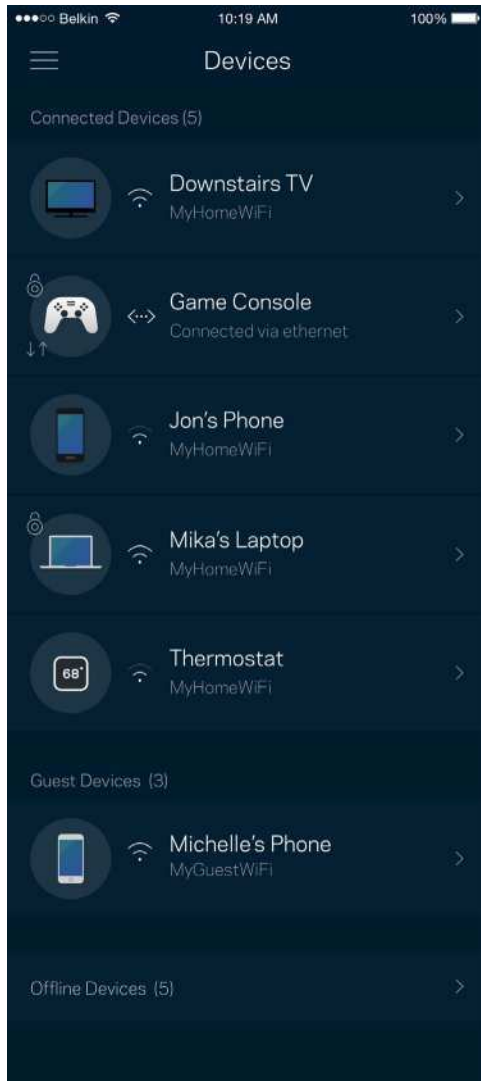 Belkin 10:19 AM 100%
Devices
Connected Devices (5)
Downstairs TV
MyHomeWiFi
Game Console
Connected via ethernet
Jon's Phone
MyHomeWiFi
Mika's Laptop
MyHomeWiFi
68°
Thermostat
MyHomeWiFi
Guest Devices (3)
Michelle's Phone
MyGuestWiFi
Offline Devices (5)